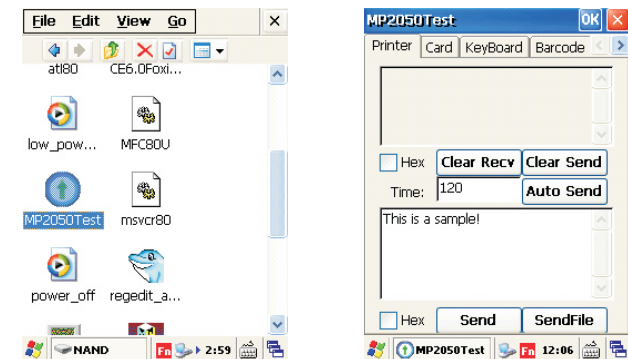 File Edit View Go
atl80 CE6.0Foxi...
low_pow... MFC80U
MP2050Test msvcr80
power_off regedit_a...
NAND Fn 2:59
MP2050Test OK
Printer Card KeyBoard Barcode
Hex Clear Recv Clear Send
Time: 120 Auto Send
This is a sample!
Hex Send SendFile
MP2050Test Fn 12:06